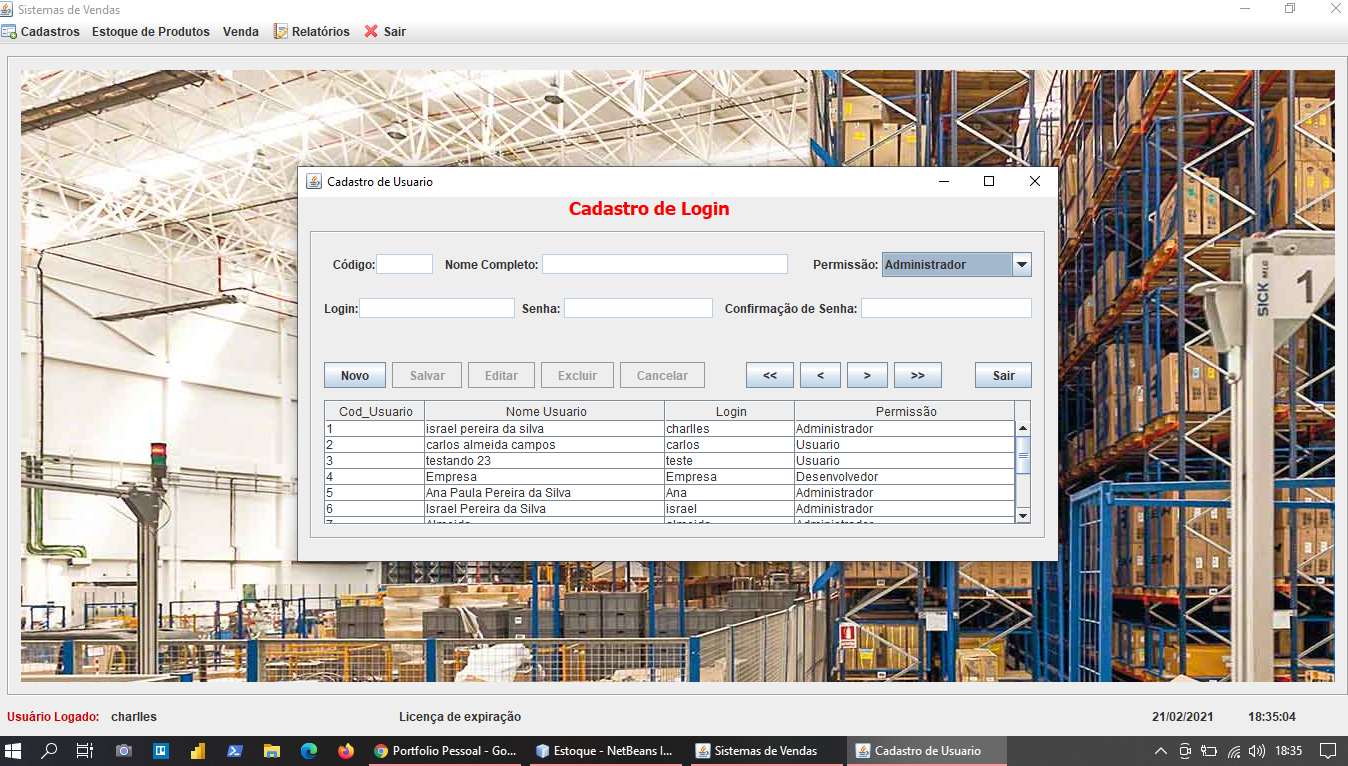 Sistemas de Vendas
Cadastros Estoque de Produtos Venda Relatórios Sair
Cadastro de Usuario
Cadastro de Login
Código: Nome Completo: Permissão: Administrador
Login: Senha: Confirmação de Senha:
Novo Salvar Editar Excluir Cancelar << < > >> Sair
Cod_Usuario Nome Usuario Login Permissão
1 israel pereira da silva charlles Administrador
2 carlos almeida campos carlos Usuario
3 testando 23 teste Usuario
4 Empresa Empresa Desenvolvedor
5 Ana Paula Pereira da Silva Ana Administrador
6 Israel Pereira da Silva israel Administrador
SICK MLG 1
Usuário Logado: charlles Licença de expiração 21/02/2021 18:35:04
Portfolio Pessoal - Go... Estoque - NetBeans I... Sistemas de Vendas Cadastro de Usuario 18:35